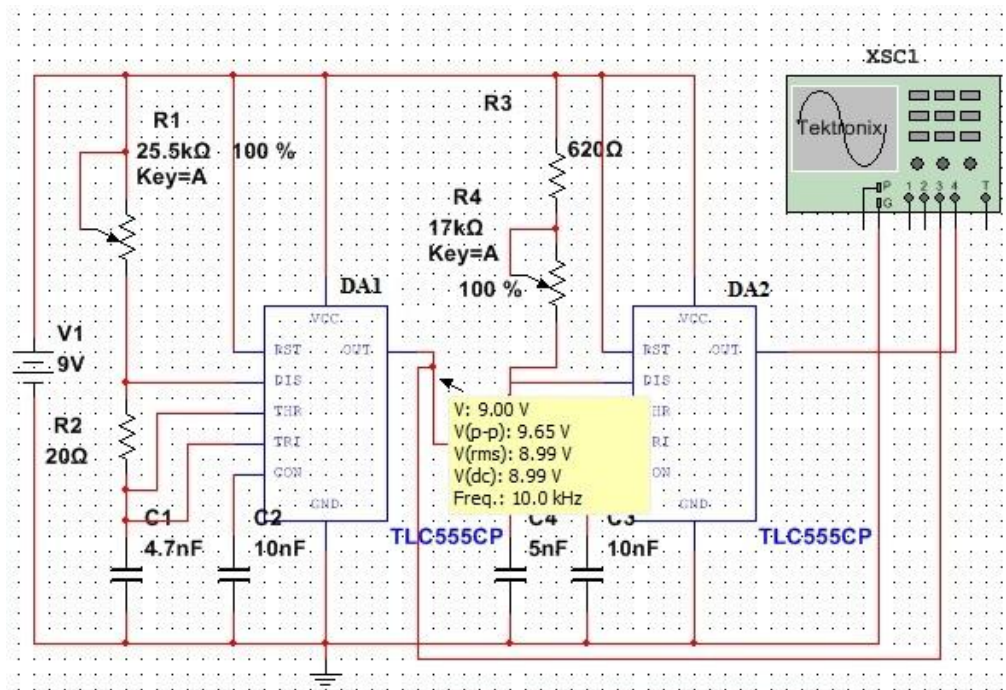 XSC1
Tektronix
P
G
1 2 3 4
T
R1
25.5kΩ 100 %
Key=A
R3
620Ω
R4
17kΩ
Key=A
100 %
V1
9V
DA1
VCC
RST OUT
DIS
THR
TRI
CON
GND
TLC555CP
DA2
VCC
RST OUT
DIS
HR
RI
ON
GND
TLC555CP
R2
20Ω
V: 9.00 V
V(p-p): 9.65 V
V(rms): 8.99 V
V(dc): 8.99 V
Freq.: 10.0 kHz
C1
4.7nF
C2
10nF
C4
5nF
C3
10nF